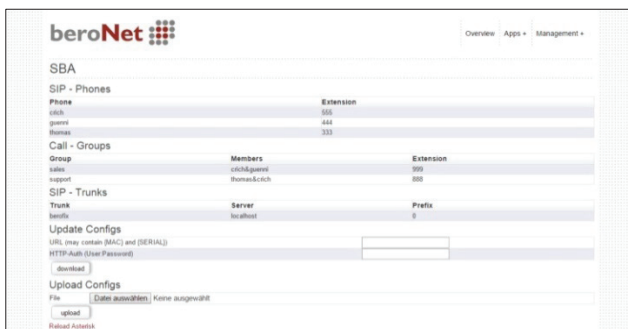 beroNet
Overview Apps + Management +
SBA
SIP - Phones
Phone Extension
crich 555
guenni 444
thomas 333
Call - Groups
Group Members Extension
sales crich&guenni 999
support thomas&crich 888
SIP - Trunks
Trunk Server Prefix
berofix localhost 0
Update Configs
URL (may contain {MAC} and {SERIAL})
HTTP-Auth (User:Password)
download
Upload Configs
File Datei auswählen Keine ausgewählt
upload
Reload Asterisk